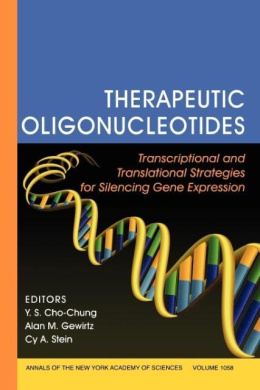 THERAPEUTIC
OLIGONUCLEOTIDES
Transcriptional and
Translational Strategies
for Silencing Gene Expression
EDITORS
Y. S. Cho-Chung
Alan M. Gewirtz
Cy A. Stein
ANNALS OF THE NEW YORK ACADEMY OF SCIENCES VOLUME 1058